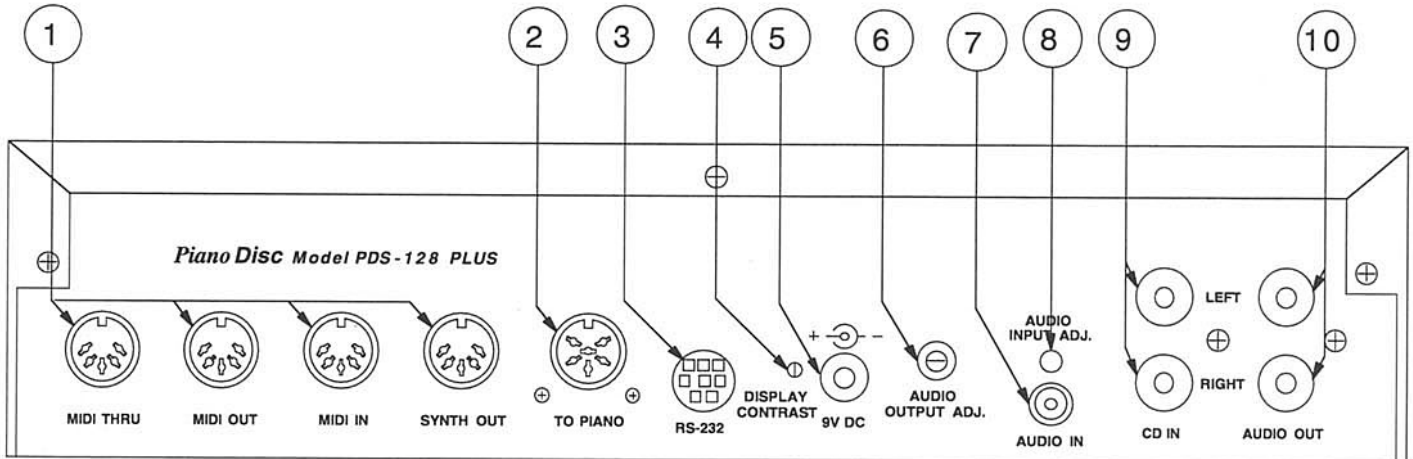 1 2 3 4 5 6 7 8 9 10
Piano Disc Model PDS-128 PLUS
LEFT
AUDIO
INPUT ADJ.
+ - -
RIGHT
DISPLAY
CONTRAST
AUDIO
OUTPUT ADJ.
MIDI THRU MIDI OUT MIDI IN SYNTH OUT TO PIANO RS-232 9V DC AUDIO IN CD IN AUDIO OUT